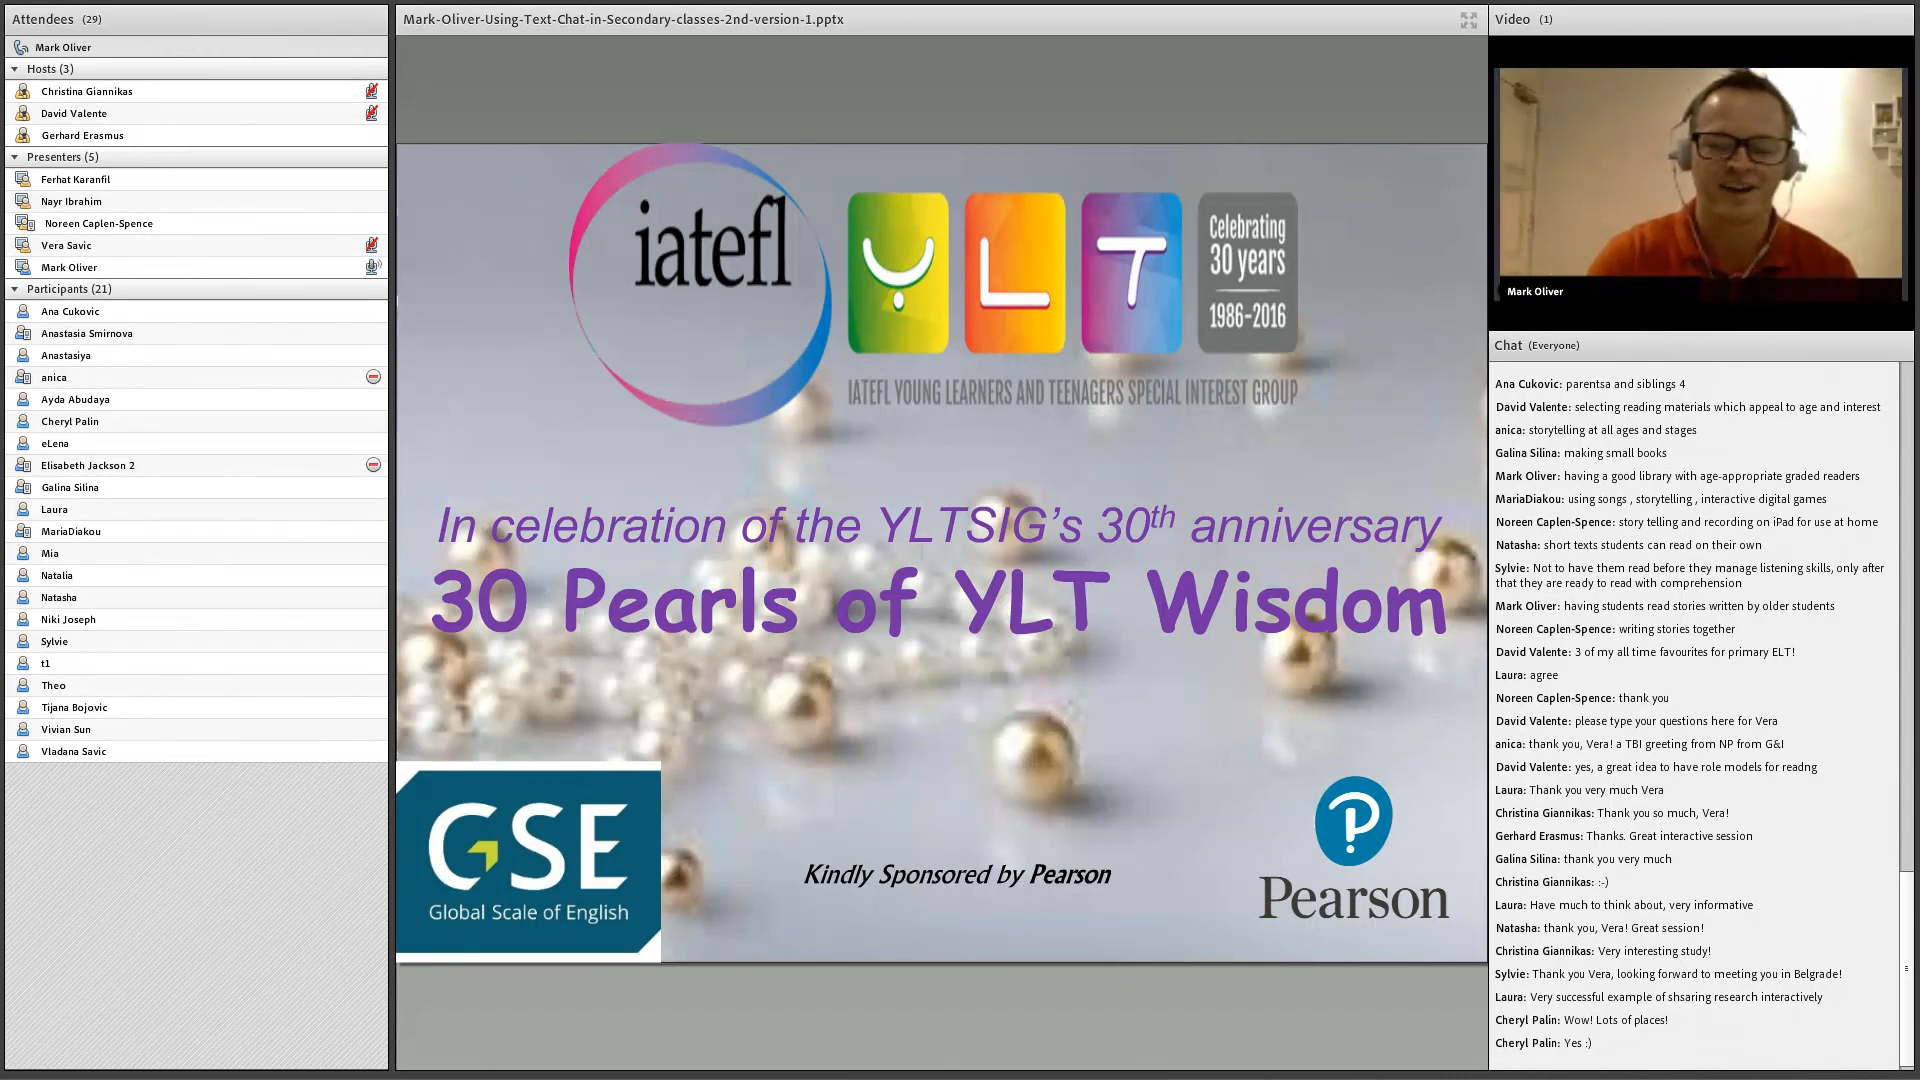 Attendees (29)
Mark Oliver
Hosts (3)
Christina Giannikas
David Valente
Gerhard Erasmus
Presenters (5)
Ferhat Karanfil
Nayr Ibrahim
Noreen Caplen-Spence
Vera Savic
Mark Oliver
Participants (21)
Ana Cukovic
Anastasia Smirnova
Anastasiya
anica
Ayda Abudaya
Cheryl Palin
eLena
Elisabeth Jackson 2
Galina Silina
Laura
MariaDiakou
Mia
Natalia
Natasha
Niki Joseph
Sylvie
t1
Theo
Tijana Bojovic
Vivian Sun
Vladana Savic
Mark-Oliver-Using-Text-Chat-in-Secondary-classes-2nd-version-1.pptx
iatefl
YLT
Celebrating
30 years
1986-2016
IATEFL YOUNG LEARNERS AND TEENAGERS SPECIAL INTEREST GROUP
In celebration of the YLTSIG’s 30th anniversary
30 Pearls of YLT Wisdom
GSE
Global Scale of English
Kindly Sponsored by Pearson
P
Pearson
Video (1)
Mark Oliver
Chat (Everyone)
Ana Cukovic: parentsa and siblings 4
David Valente: selecting reading materials which appeal to age and interest
anica: storytelling at all ages and stages
Galina Silina: making small books
Mark Oliver: having a good library with age-appropriate graded readers
MariaDiakou: using songs , storytelling , interactive digital games
Noreen Caplen-Spence: story telling and recording on iPad for use at home
Natasha: short texts students can read on their own
Sylvie: Not to have them read before they manage listening skills, only after
that they are ready to read with comprehension
Mark Oliver: having students read stories written by older students
Noreen Caplen-Spence: writing stories together
David Valente: 3 of my all time favourites for primary ELT!
Laura: agree
Noreen Caplen-Spence: thank you
David Valente: please type your questions here for Vera
anica: thank you, Vera! a TBI greeting from NP from G&I
David Valente: yes, a great idea to have role models for readng
Laura: Thank you very much Vera
Christina Giannikas: Thank you so much, Vera!
Gerhard Erasmus: Thanks. Great interactive session
Galina Silina: thank you very much
Christina Giannikas: :-)
Laura: Have much to think about, very informative
Natasha: thank you, Vera! Great session!
Christina Giannikas: Very interesting study!
Sylvie: Thank you Vera, looking forward to meeting you in Belgrade!
Laura: Very successful example of shsaring research interactively
Cheryl Palin: Wow! Lots of places!
Cheryl Palin: Yes :)